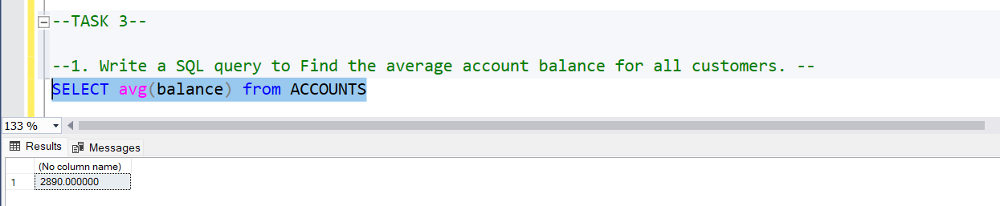 --TASK 3--
--1. Write a SQL query to Find the average account balance for all customers. --
SELECT avg(balance) from ACCOUNTS
133 %
Results Messages
(No column name)
1 2890.000000